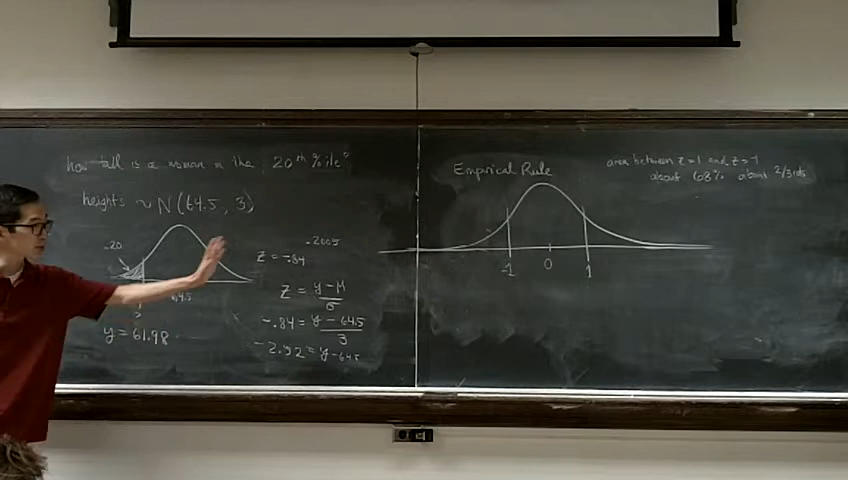 how tall is a woman in the 20th %ile?
heights ~ N(64.5, 3)
.20
64.5
?
y = 61.98
.2005
z = -.84
z = y - μ / σ
-.84 = y - 64.5 / 3
-2.52 = y - 64.5
Empirical Rule
-1 0 1
area between z=1 and z=-1
about 68% about 2/3rds